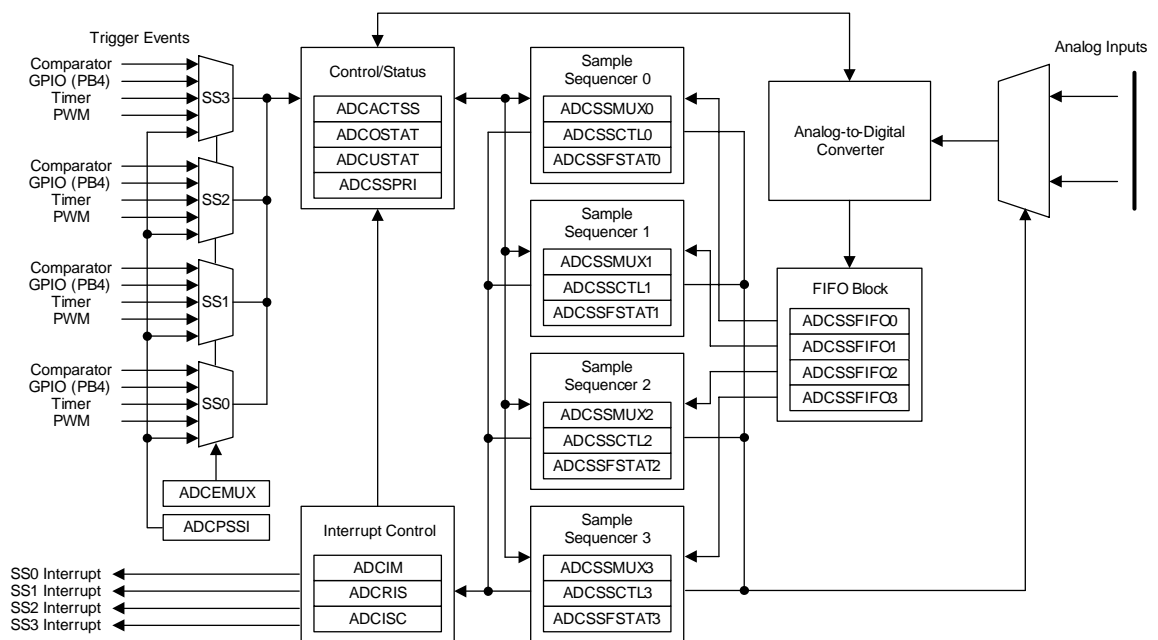 Trigger Events
Comparator
GPIO (PB4)
Timer
PWM
SS3
Comparator
GPIO (PB4)
Timer
PWM
SS2
Comparator
GPIO (PB4)
Timer
PWM
SS1
Comparator
GPIO (PB4)
Timer
PWM
SS0
ADCEMUX
ADCPSSI
Control/Status
ADCACTSS
ADCOSTAT
ADCUSTAT
ADCSSPRI
Interrupt Control
ADCIM
ADCRIS
ADCISC
SS0 Interrupt
SS1 Interrupt
SS2 Interrupt
SS3 Interrupt
Sample
Sequencer 0
ADCSSMUX0
ADCSSCTL0
ADCSSFSTAT0
Sample
Sequencer 1
ADCSSMUX1
ADCSSCTL1
ADCSSFSTAT1
Sample
Sequencer 2
ADCSSMUX2
ADCSSCTL2
ADCSSFSTAT2
Sample
Sequencer 3
ADCSSMUX3
ADCSSCTL3
ADCSSFSTAT3
Analog-to-Digital
Converter
FIFO Block
ADCSSFIFO0
ADCSSFIFO1
ADCSSFIFO2
ADCSSFIFO3
Analog Inputs